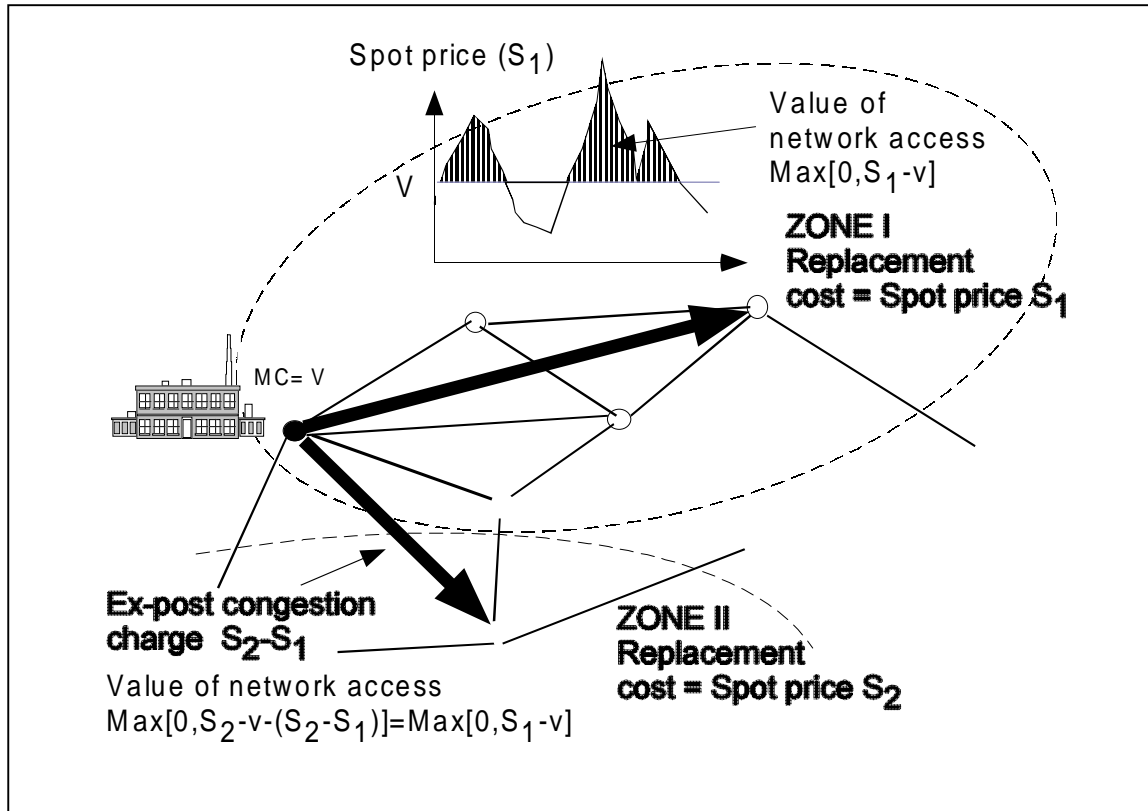 Spot price (S1)
Value of
network access
Max[0,S1-v]
V
ZONE I
Replacement
cost = Spot price S1
MC= V
Ex-post congestion
charge S2-S1
Value of network access
Max[0,S2-v-(S2-S1)]=Max[0,S1-v]
ZONE II
Replacement
cost = Spot price S2